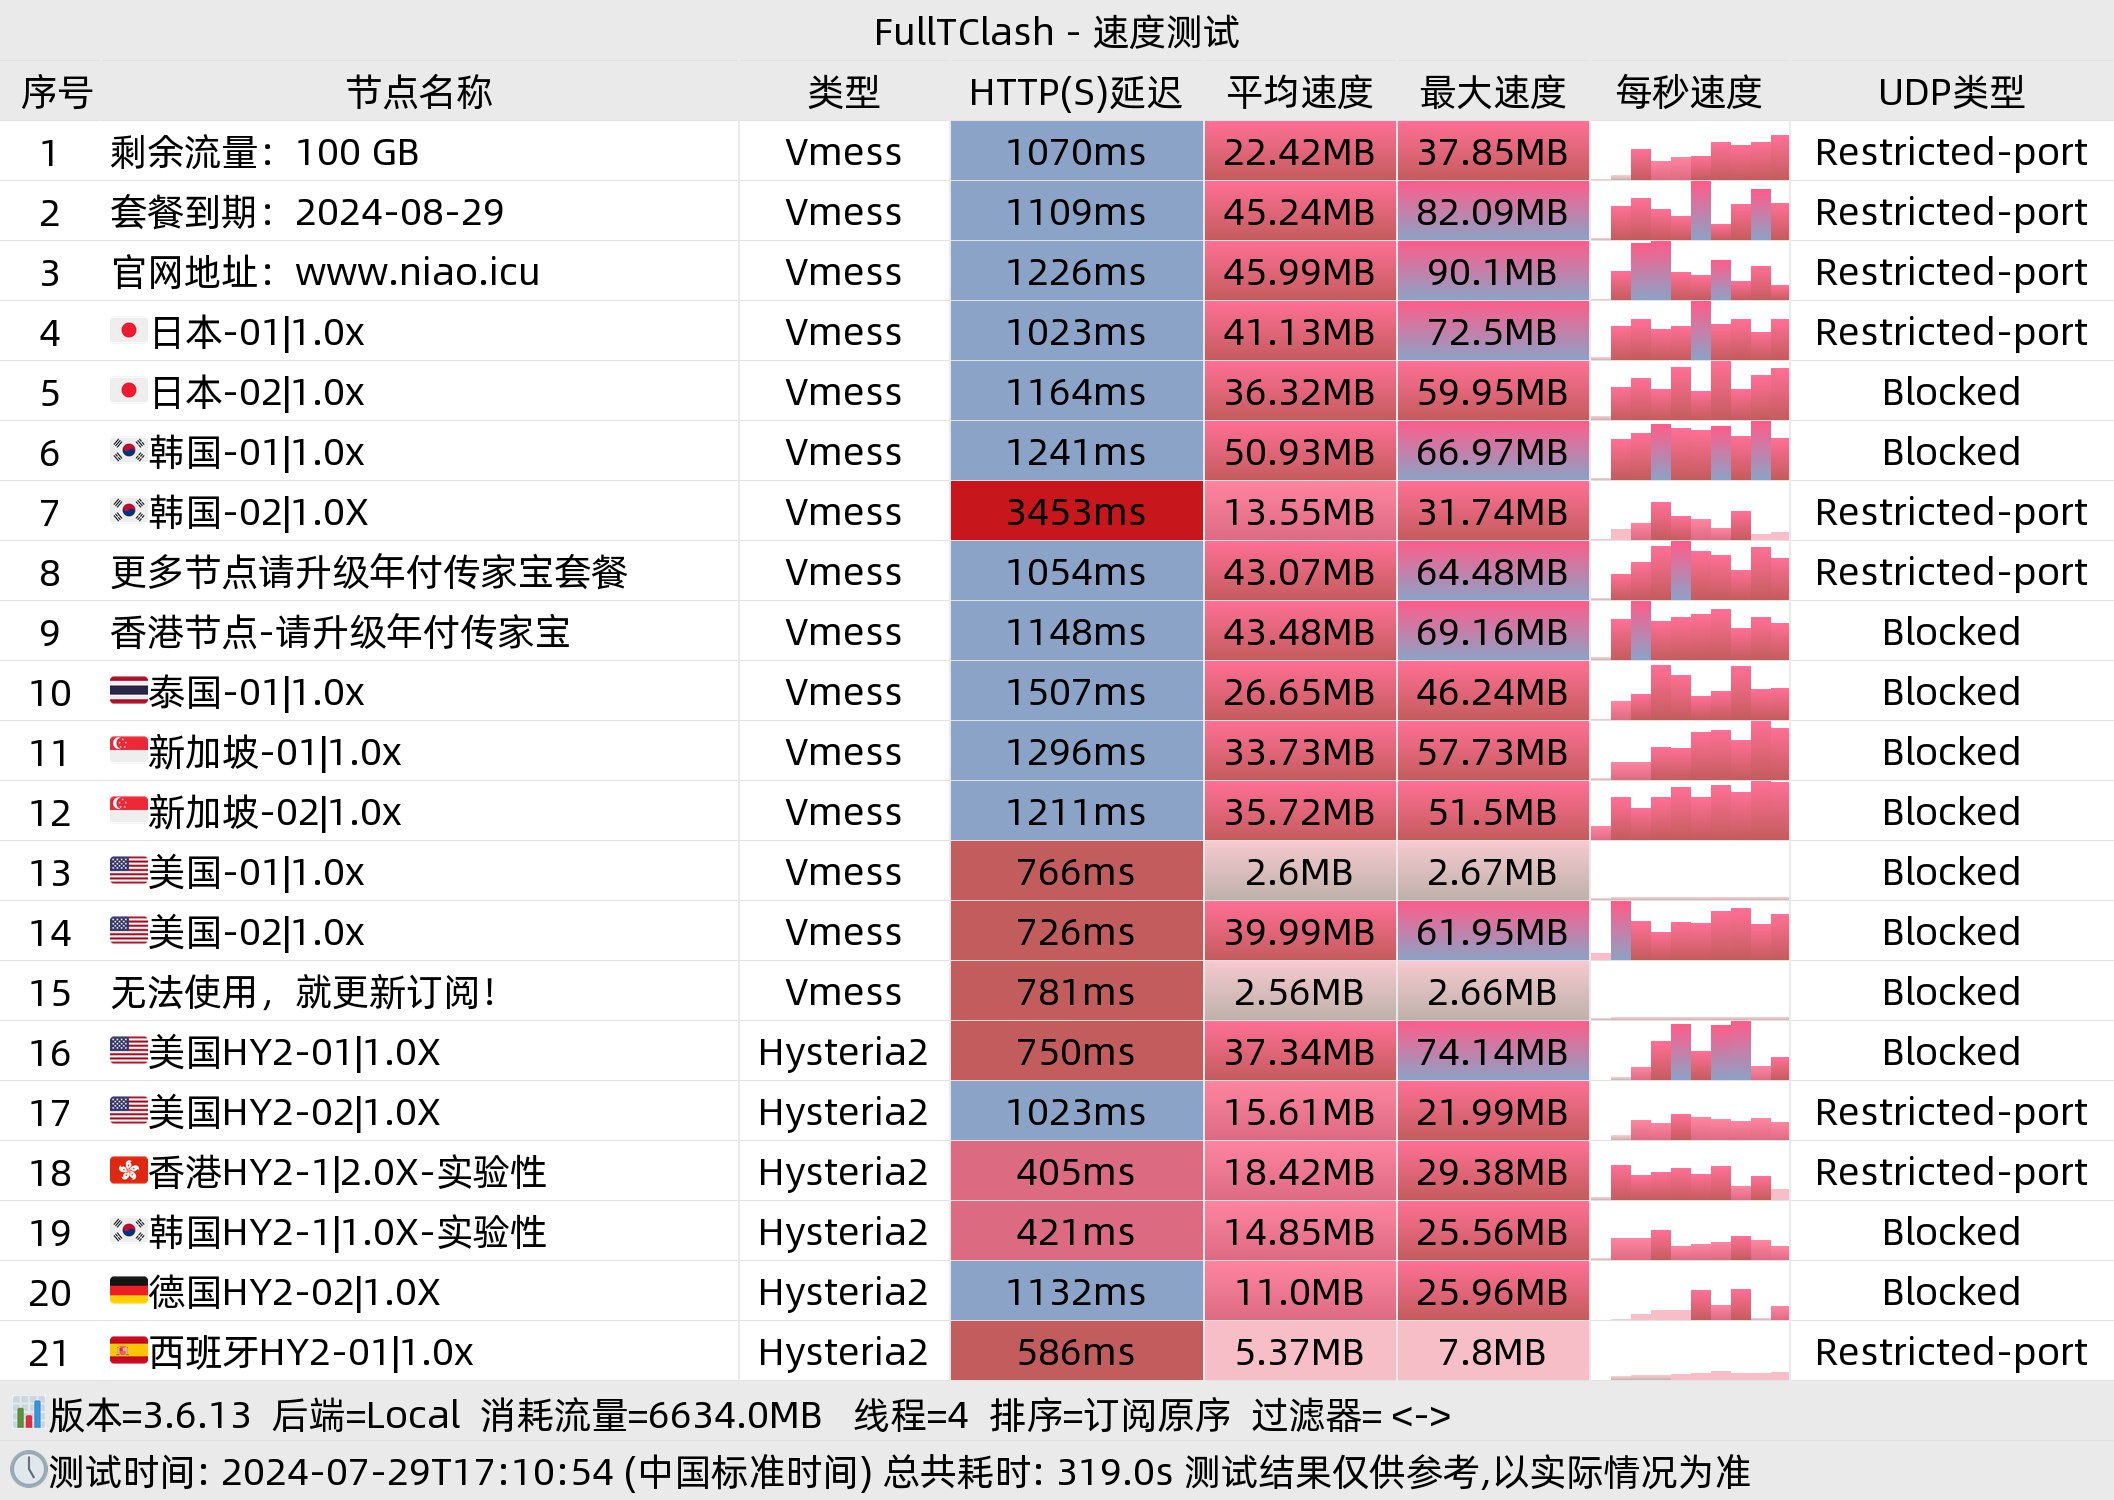 FullTClash - 速度测试
序号 节点名称 类型 HTTP(S)延迟 平均速度 最大速度 每秒速度 UDP类型
1 剩余流量：100 GB Vmess 1070ms 22.42MB 37.85MB Restricted-port
2 套餐到期：2024-08-29 Vmess 1109ms 45.24MB 82.09MB Restricted-port
3 官网地址：www.niao.icu Vmess 1226ms 45.99MB 90.1MB Restricted-port
4 日本-01|1.0x Vmess 1023ms 41.13MB 72.5MB Restricted-port
5 日本-02|1.0x Vmess 1164ms 36.32MB 59.95MB Blocked
6 韩国-01|1.0x Vmess 1241ms 50.93MB 66.97MB Blocked
7 韩国-02|1.0X Vmess 3453ms 13.55MB 31.74MB Restricted-port
8 更多节点请升级年付传家宝套餐 Vmess 1054ms 43.07MB 64.48MB Restricted-port
9 香港节点-请升级年付传家宝 Vmess 1148ms 43.48MB 69.16MB Blocked
10 泰国-01|1.0x Vmess 1507ms 26.65MB 46.24MB Blocked
11 新加坡-01|1.0x Vmess 1296ms 33.73MB 57.73MB Blocked
12 新加坡-02|1.0x Vmess 1211ms 35.72MB 51.5MB Blocked
13 美国-01|1.0x Vmess 766ms 2.6MB 2.67MB Blocked
14 美国-02|1.0x Vmess 726ms 39.99MB 61.95MB Blocked
15 无法使用，就更新订阅！ Vmess 781ms 2.56MB 2.66MB Blocked
16 美国HY2-01|1.0X Hysteria2 750ms 37.34MB 74.14MB Blocked
17 美国HY2-02|1.0X Hysteria2 1023ms 15.61MB 21.99MB Restricted-port
18 香港HY2-1|2.0X-实验性 Hysteria2 405ms 18.42MB 29.38MB Restricted-port
19 韩国HY2-1|1.0X-实验性 Hysteria2 421ms 14.85MB 25.56MB Blocked
20 德国HY2-02|1.0X Hysteria2 1132ms 11.0MB 25.96MB Blocked
21 西班牙HY2-01|1.0x Hysteria2 586ms 5.37MB 7.8MB Restricted-port
版本=3.6.13 后端=Local 消耗流量=6634.0MB 线程=4 排序=订阅原序 过滤器= <->
测试时间: 2024-07-29T17:10:54 (中国标准时间) 总共耗时: 319.0s 测试结果仅供参考,以实际情况为准